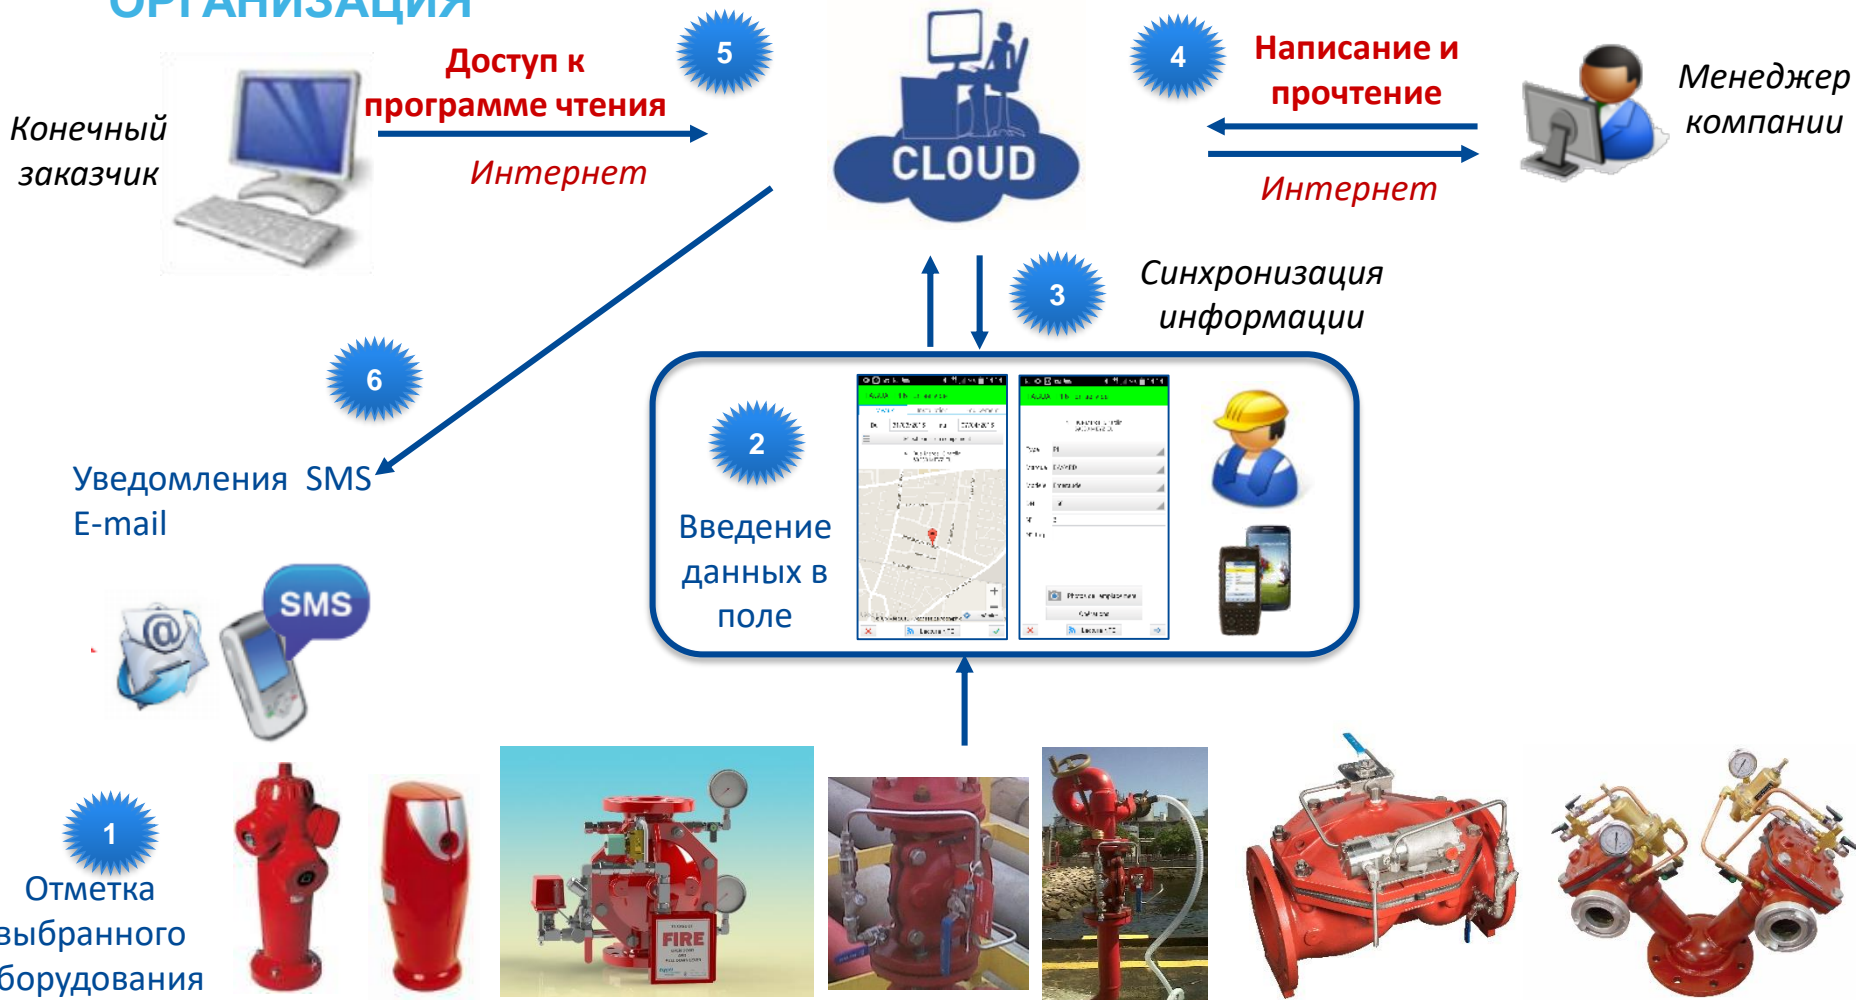 ОРГАНИЗАЦИЯ
Конечный
заказчик
Доступ к
программе чтения
Интернет
5
CLOUD
4
Написание и
прочтение
Интернет
Менеджер
компании
3
Синхронизация
информации
6
Уведомления SMS
E-mail
SMS
2
Введение
данных в
поле
1
Отметка
выбранного
борудования
FIRE